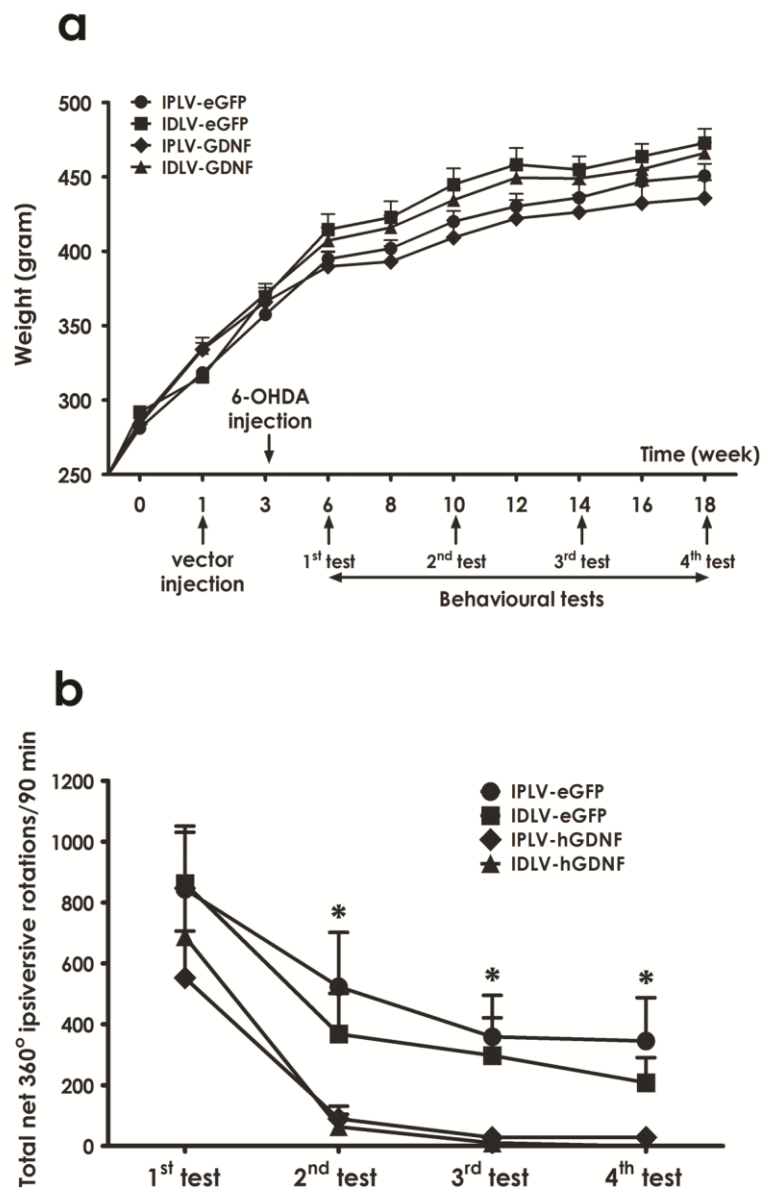 a
500
450
400
350
300
250
Weight (gram)
IPLV-eGFP
IDLV-eGFP
IPLV-GDNF
IDLV-GDNF
6-OHDA
injection
Time (week)
0 1 3 6 8 10 12 14 16 18
vector
injection
1st test 2nd test 3rd test 4th test
Behavioural tests
b
Total net 360° ipsiversive rotations/90 min
1200
1000
800
600
400
200
0
IPLV-eGFP
IDLV-eGFP
IPLV-hGDNF
IDLV-hGDNF
* * *
1st test 2nd test 3rd test 4th test